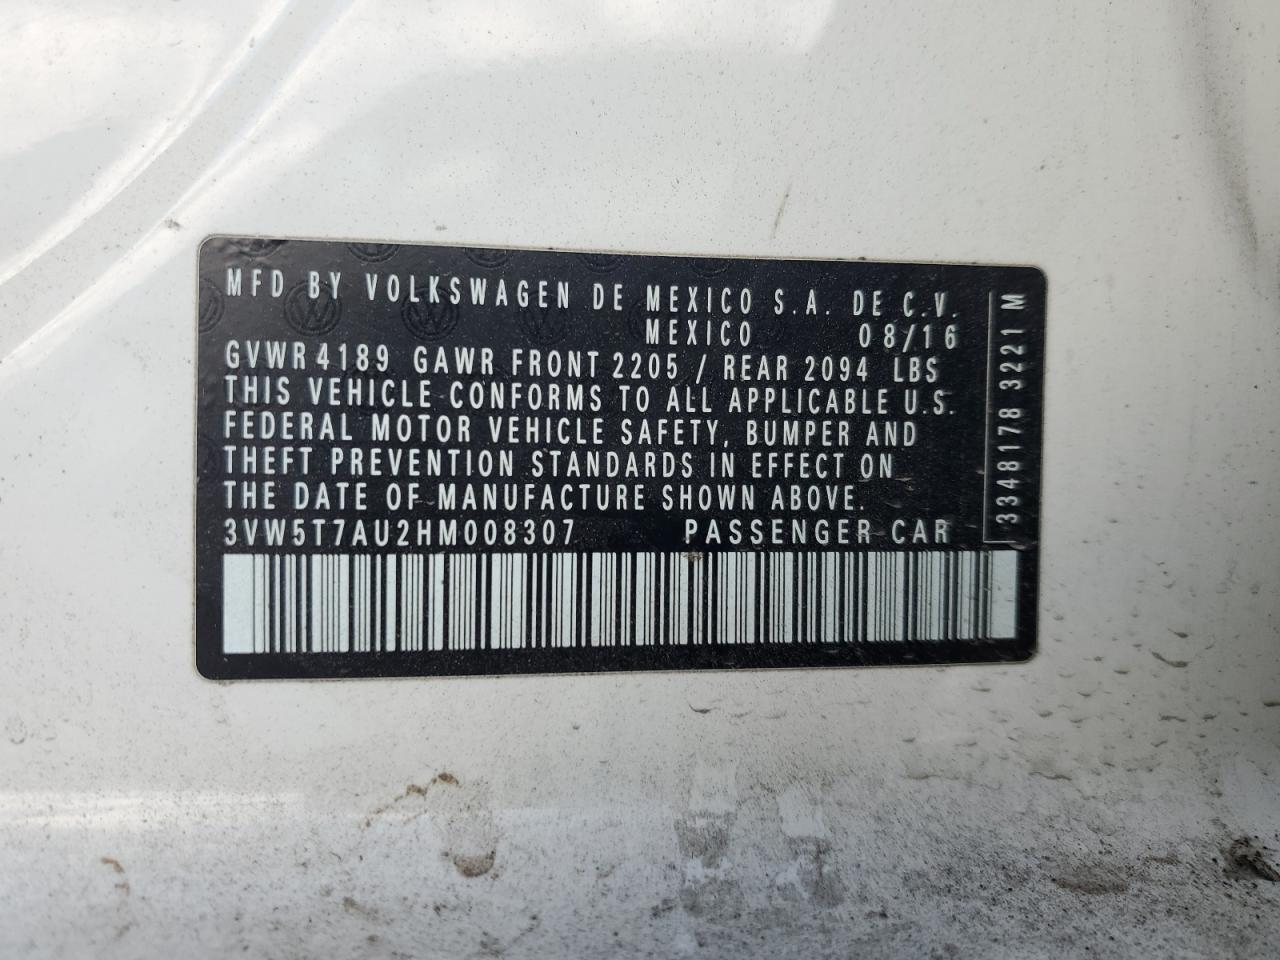 MFD BY VOLKSWAGEN DE MEXICO S.A. DE C.V.
MEXICO 08/16
GVWR 4189 GAWR FRONT 2205 / REAR 2094 LBS
THIS VEHICLE CONFORMS TO ALL APPLICABLE U.S.
FEDERAL MOTOR VEHICLE SAFETY, BUMPER AND
THEFT PREVENTION STANDARDS IN EFFECT ON
THE DATE OF MANUFACTURE SHOWN ABOVE.
3VW5T7AU2HM008307 PASSENGER CAR
3348178 3221 M